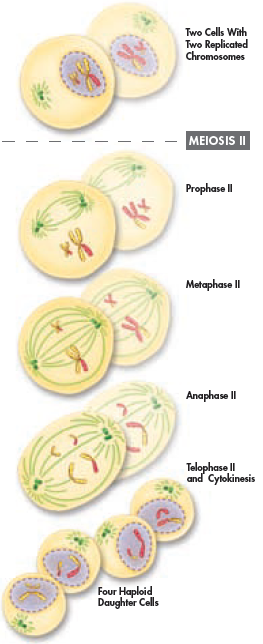 Two Cells With
Two Replicated
Chromosomes
MEIOSIS II
Prophase II
Metaphase II
Anaphase II
Telophase II
and Cytokinesis
Four Haploid
Daughter Cells